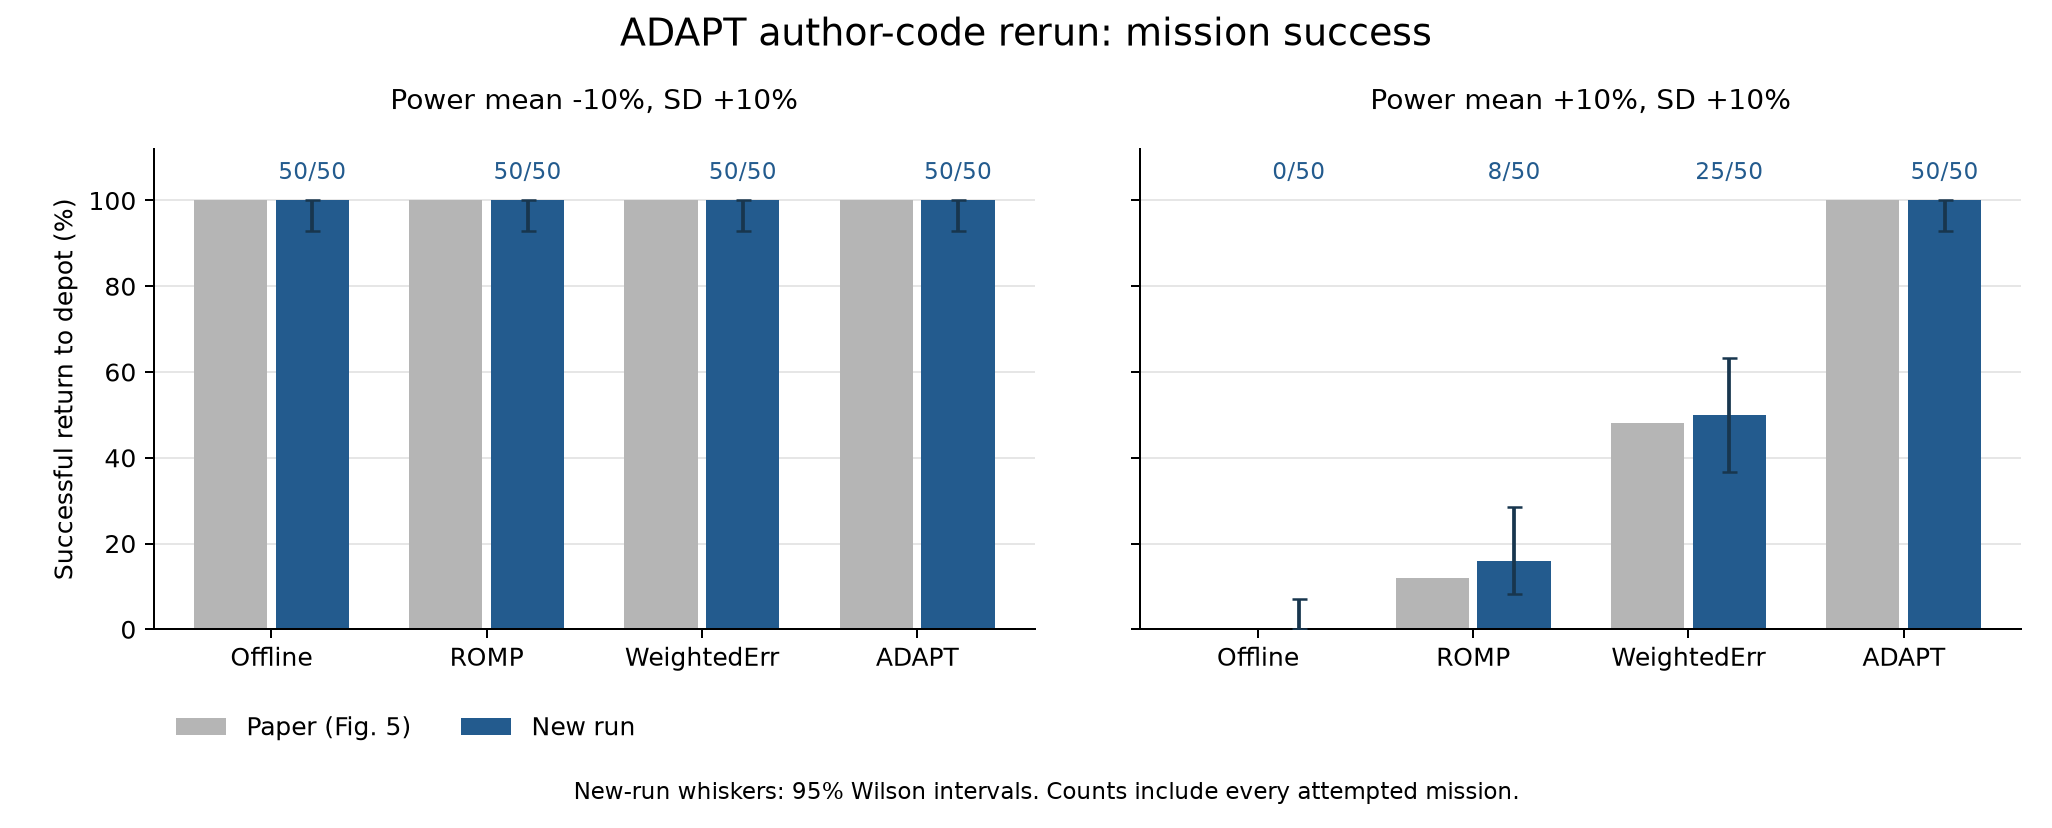 ADAPT author-code rerun: mission success
Power mean -10%, SD +10%
Power mean +10%, SD +10%
50/50 50/50 50/50 50/50
0/50 8/50 25/50 50/50
Successful return to depot (%)
100
80
60
40
20
0
Offline ROMP WeightedErr ADAPT
Offline ROMP WeightedErr ADAPT
Paper (Fig. 5) New run
New-run whiskers: 95% Wilson intervals. Counts include every attempted mission.